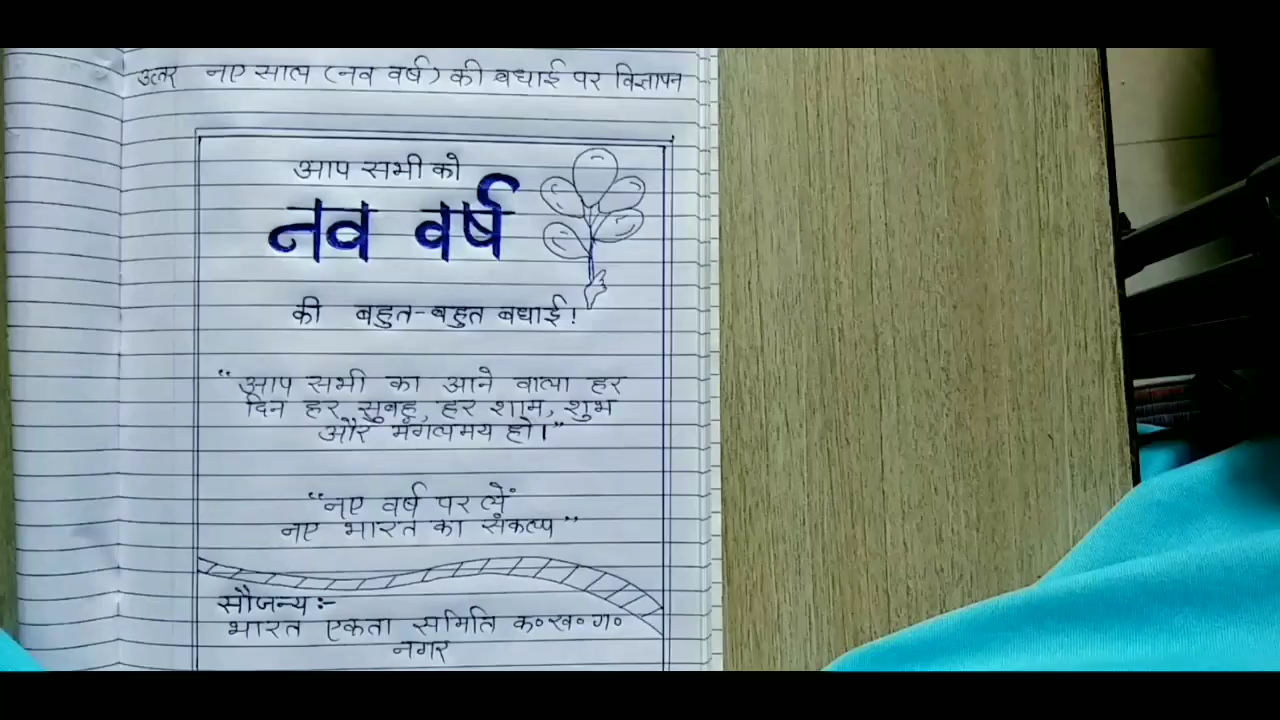 उत्तर नए साल (नव वर्ष) की बधाई पर विज्ञापन
आप सभी को
नव वर्ष
की बहुत-बहुत बधाई!
"आप सभी का आने वाला हर
दिन हर सुबह, हर शाम, शुभ
और मंगलमय हो।"
"नए वर्ष पर लें
नए भारत का संकल्प"
सौजन्य:-
भारत एकता समिति क॰ख॰ग॰
नगर